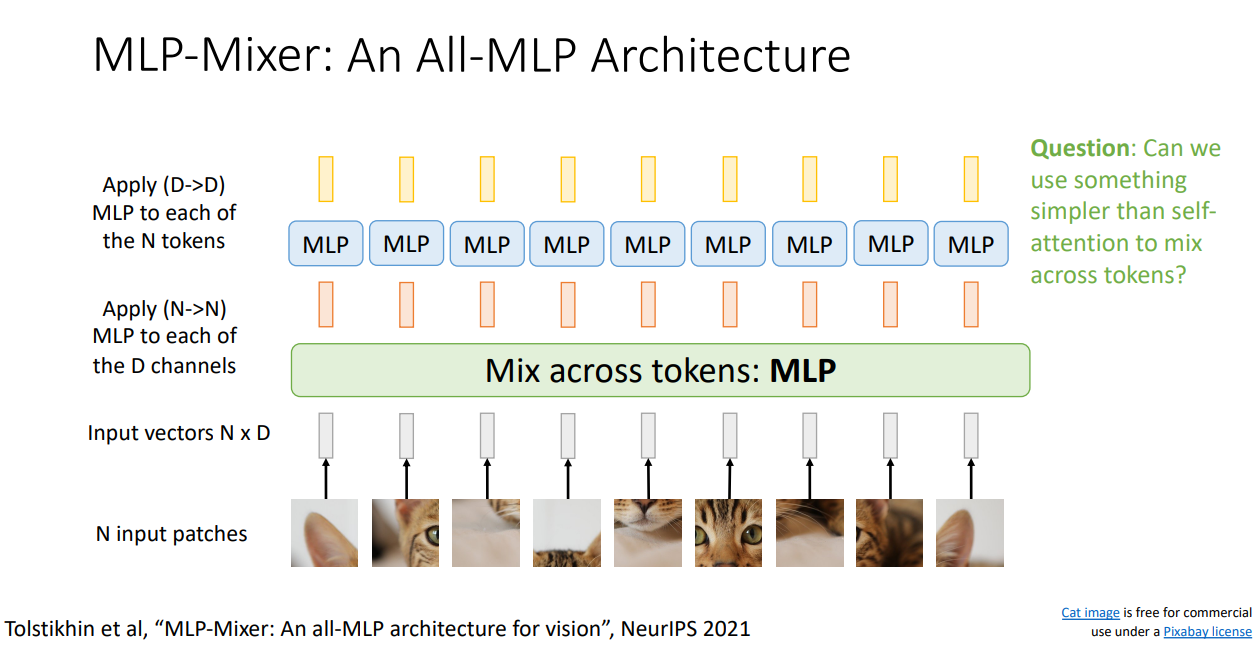 MLP-Mixer: An All-MLP Architecture
Apply (D->D)
MLP to each of
the N tokens
MLP MLP MLP MLP MLP MLP MLP MLP MLP
Question: Can we
use something
simpler than self-
attention to mix
across tokens?
Apply (N->N)
MLP to each of
the D channels
Mix across tokens: MLP
Input vectors N x D
N input patches
Tolstikhin et al, “MLP-Mixer: An all-MLP architecture for vision”, NeurIPS 2021
Cat image is free for commercial
use under a Pixabay license